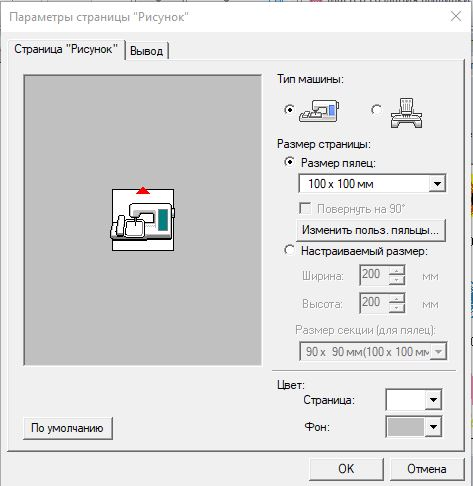 Параметры страницы "Рисунок"
Страница "Рисунок"
Вывод
Тип машины:
Размер страницы:
Размер пялец:
100 x 100 мм
Повернуть на 90°
Изменить польз. пяльцы...
Настраиваемый размер:
Ширина: 200 мм
Высота: 200 мм
Размер секции (для пялец):
90 x 90 мм(100 x 100 мм
Цвет:
Страница:
Фон:
По умолчанию
OK
Отмена